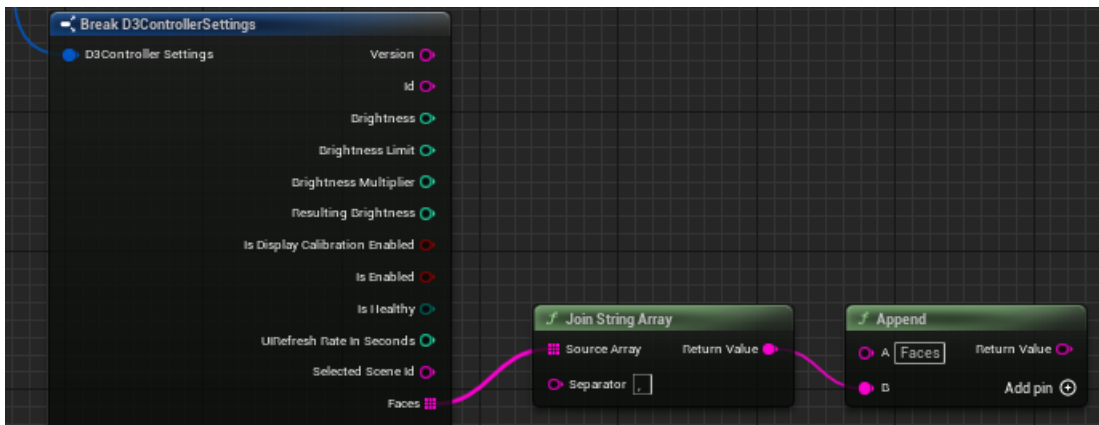 Break D3ControllerSettings
D3Controller Settings
Version
Id
Brightness
Brightness Limit
Brightness Multiplier
Resulting Brightness
Is Display Calibration Enabled
Is Enabled
Is Healthy
UIRefresh Rate In Seconds
Selected Scene Id
Faces
f Join String Array
Source Array
Return Value
Separator ,
f Append
A Faces
Return Value
B
Add pin